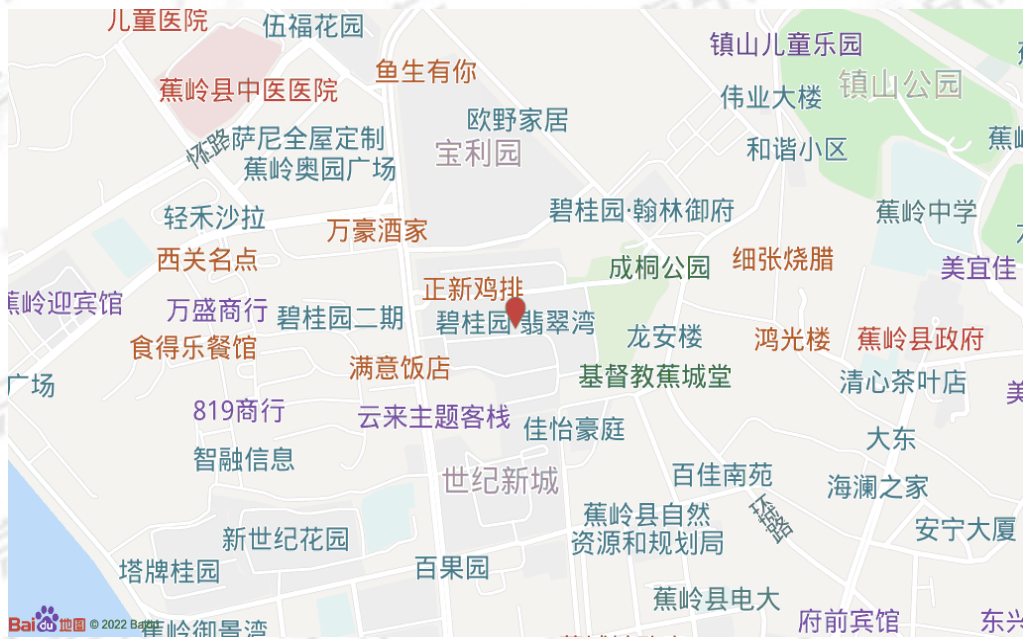 儿童医院
伍福花园
镇山儿童乐园
鱼生有你
蕉岭县中医医院
镇山公园
伟业大楼
欧野家居
怀路
萨尼全屋定制
宝利园
和谐小区
蕉岭奥园广场
轻禾沙拉
碧桂园·翰林御府
蕉岭中学
万豪酒家
西关名点
成桐公园
细张烧腊
美宜佳
正新鸡排
蕉岭迎宾馆
万盛商行
碧桂园二期
碧桂园 翡翠湾
龙安楼
鸿光楼
蕉岭县政府
食得乐餐馆
满意饭店
基督教蕉城堂
广场
清心茶叶店
819商行
云来主题客栈
佳怡豪庭
大东
智融信息
世纪新城
百佳南苑
海澜之家
环城路
蕉岭县自然
资源和规划局
安宁大厦
新世纪花园
百果园
塔牌桂园
蕉岭县电大
府前宾馆
东兴
Bai du 地图 © 2022 Baidu
蕉岭御景湾